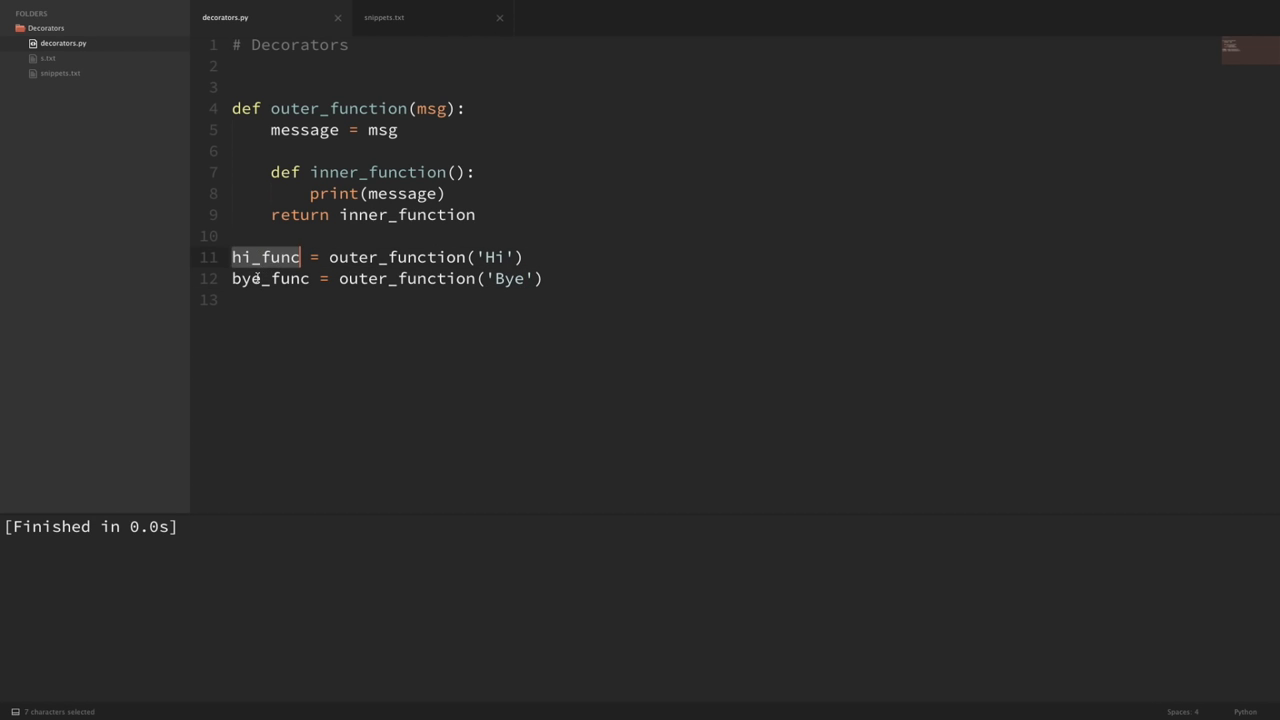 FOLDERS
Decorators
decorators.py
s.txt
snippets.txt
decorators.py
snippets.txt
1 # Decorators
2
3
4 def outer_function(msg):
5     message = msg
6
7     def inner_function():
8         print(message)
9     return inner_function
10
11 hi_func = outer_function('Hi')
12 bye_func = outer_function('Bye')
13
[Finished in 0.0s]
7 characters selected
Spaces: 4
Python